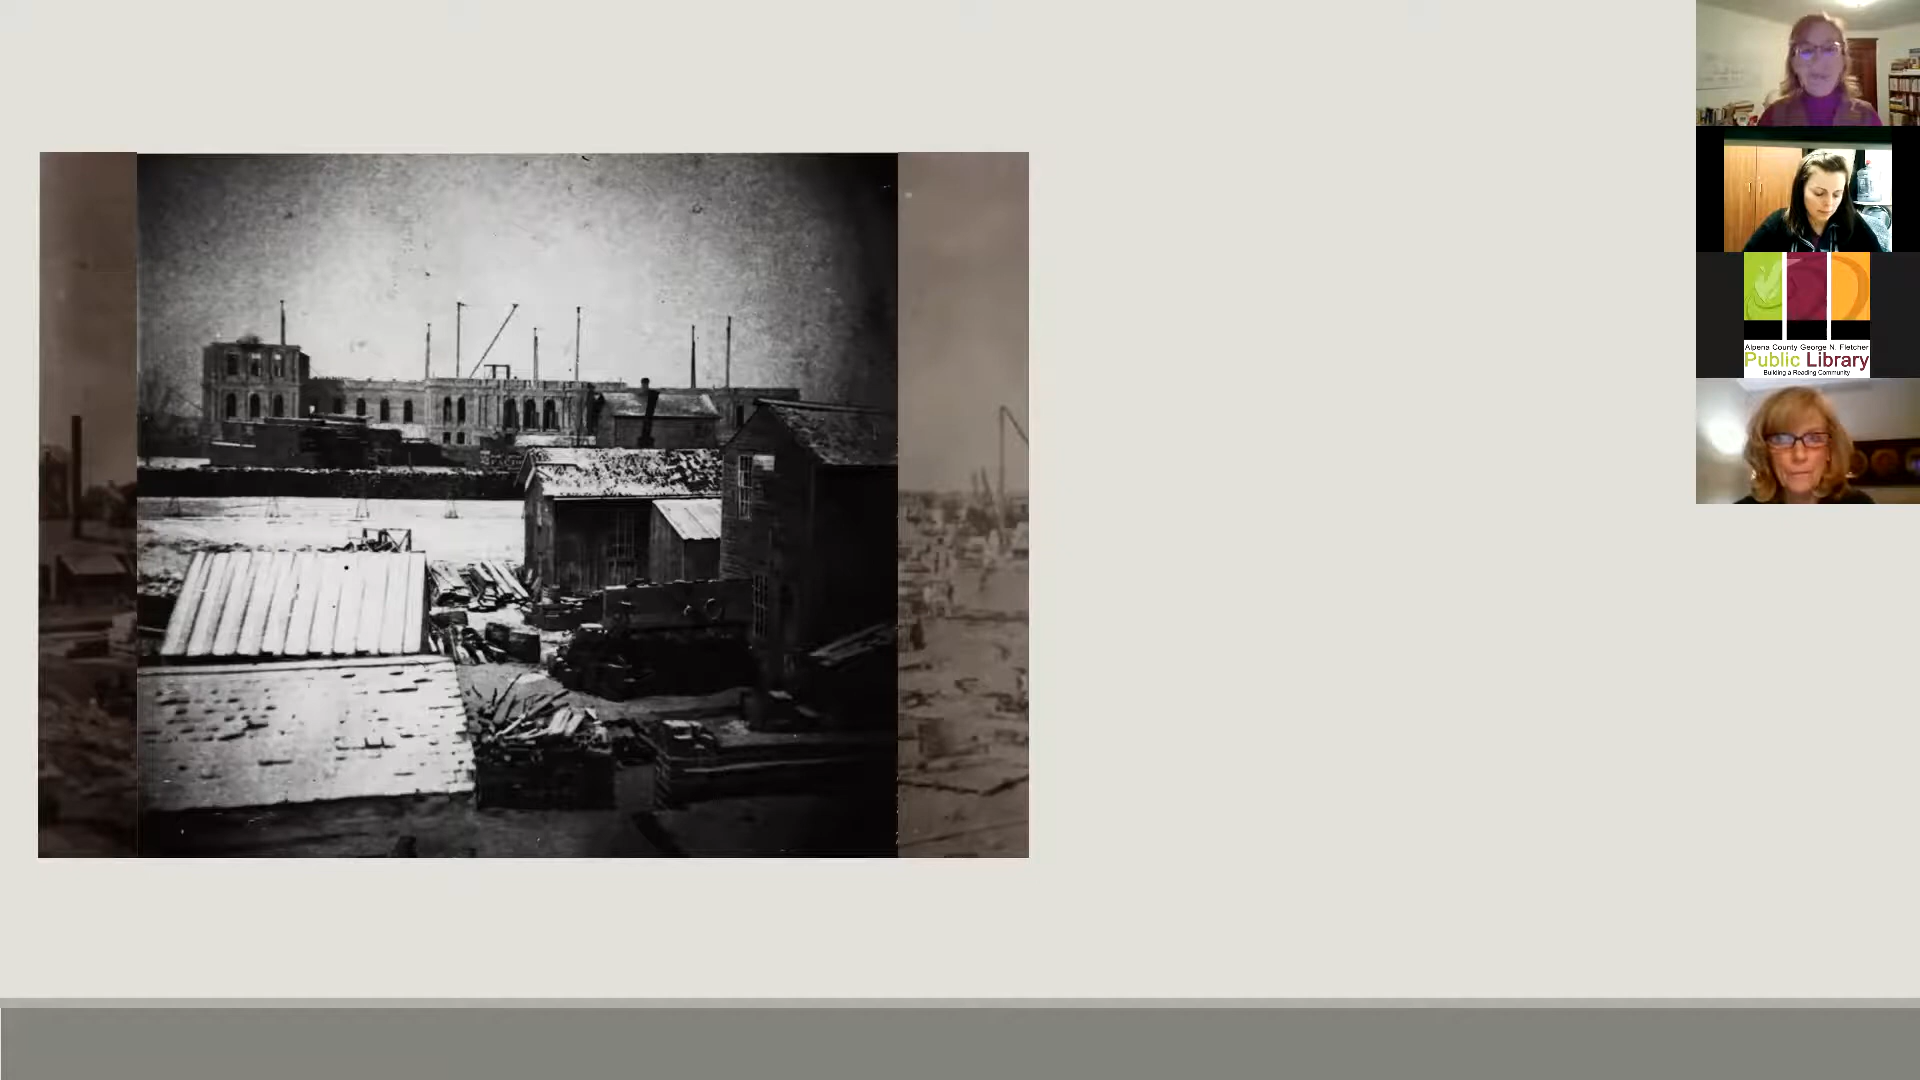 Alpena County George N. Fletcher
Public Library
Building a Reading Community